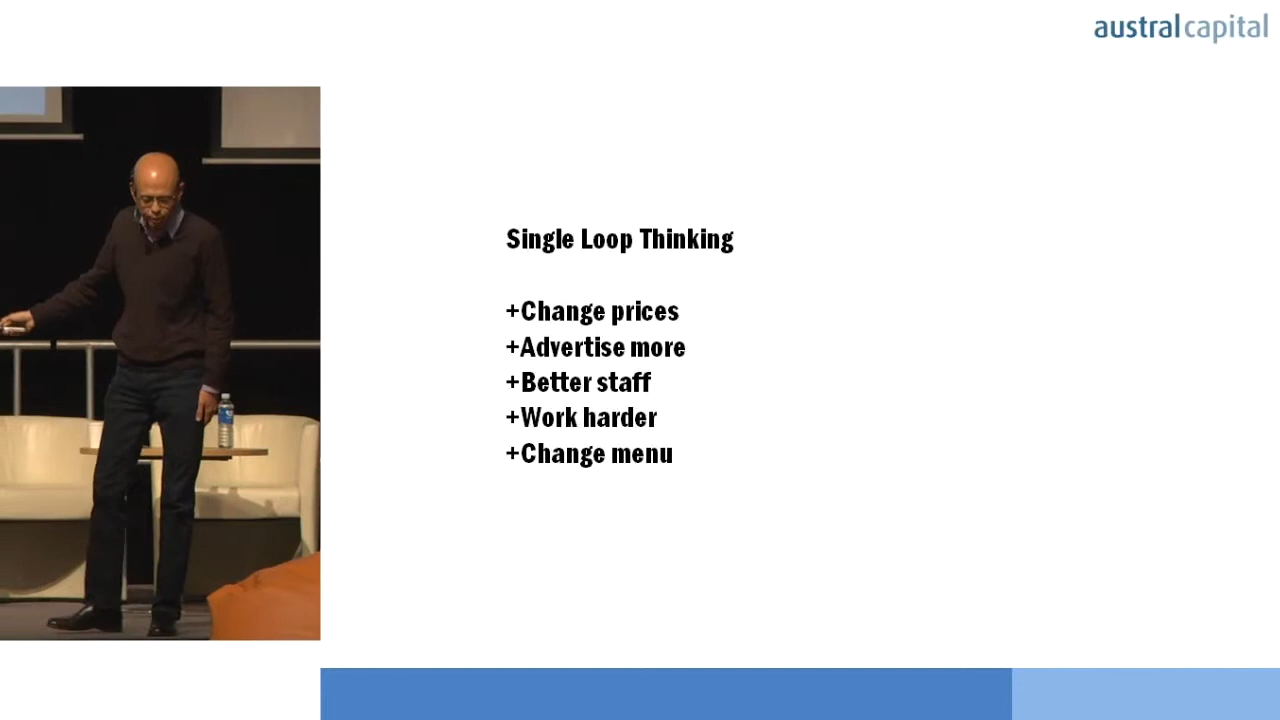 australcapital
Single Loop Thinking
+Change prices
+Advertise more
+Better staff
+Work harder
+Change menu